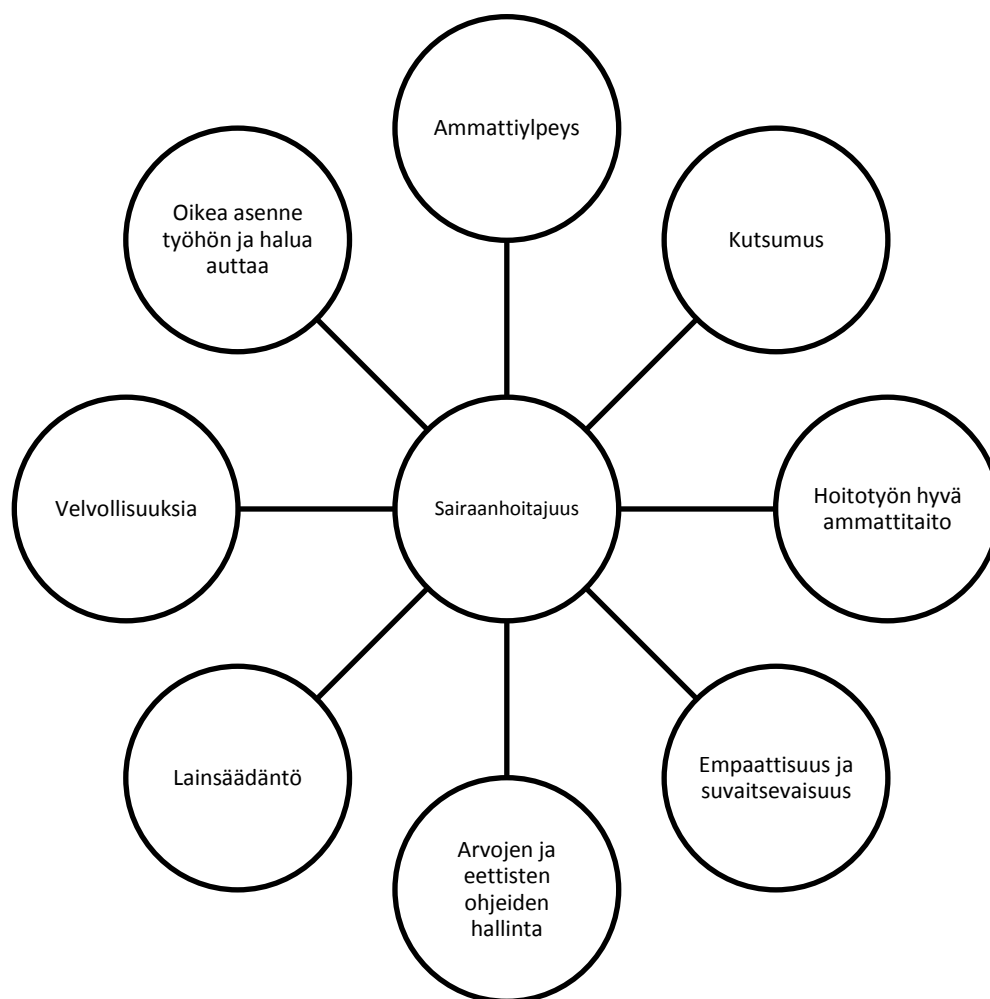 Ammattiylpeys
Oikea asenne
työhön ja halua
auttaa
Kutsumus
Velvollisuuksia
Sairaanhoitajuus
Hoitotyön hyvä
ammattitaito
Lainsäädäntö
Empaattisuus ja
suvaitsevaisuus
Arvojen ja
eettisten
ohjeiden
hallinta